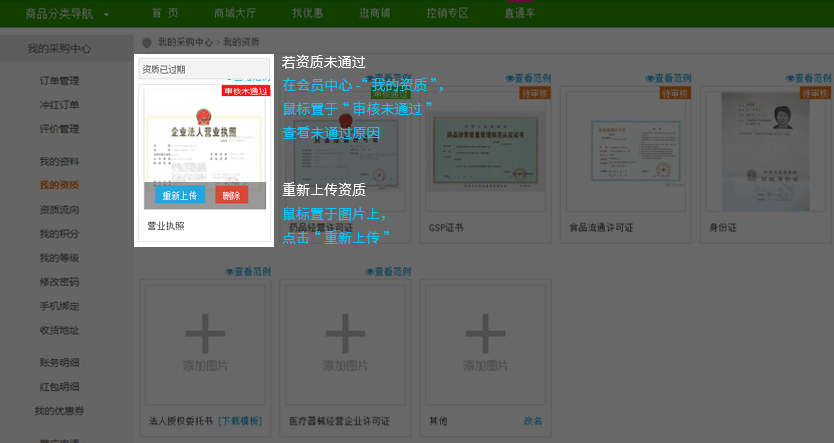 商品分类导航
首 页
商城大厅
找优惠
逛商铺
控销专区
直通车
我的采购中心
我的采购中心 > 我的资质
订单管理
冲红订单
评价管理
我的资料
我的资质
资质流向
我的积分
我的等级
修改密码
手机绑定
收货地址
账务明细
红包明细
我的优惠券
资质已过期
审核未通过
企业法人营业执照
重新上传
删除
营业执照
若资质未通过
在会员中心 -“ 我的资质 ”,
鼠标置于 “ 审核未通过 ”
查看未通过原因
重新上传资质
鼠标置于图片上,
点击 “ 重新上传 ”
查看范例
药品经营许可证
查看范例
待审核
GSP证书
查看范例
待审核
食品流通许可证
查看范例
待审核
身份证
查看范例
添加图片
法人授权委托书 [下载模板]
查看范例
添加图片
医疗器械经营企业许可证
添加图片
其他
改名